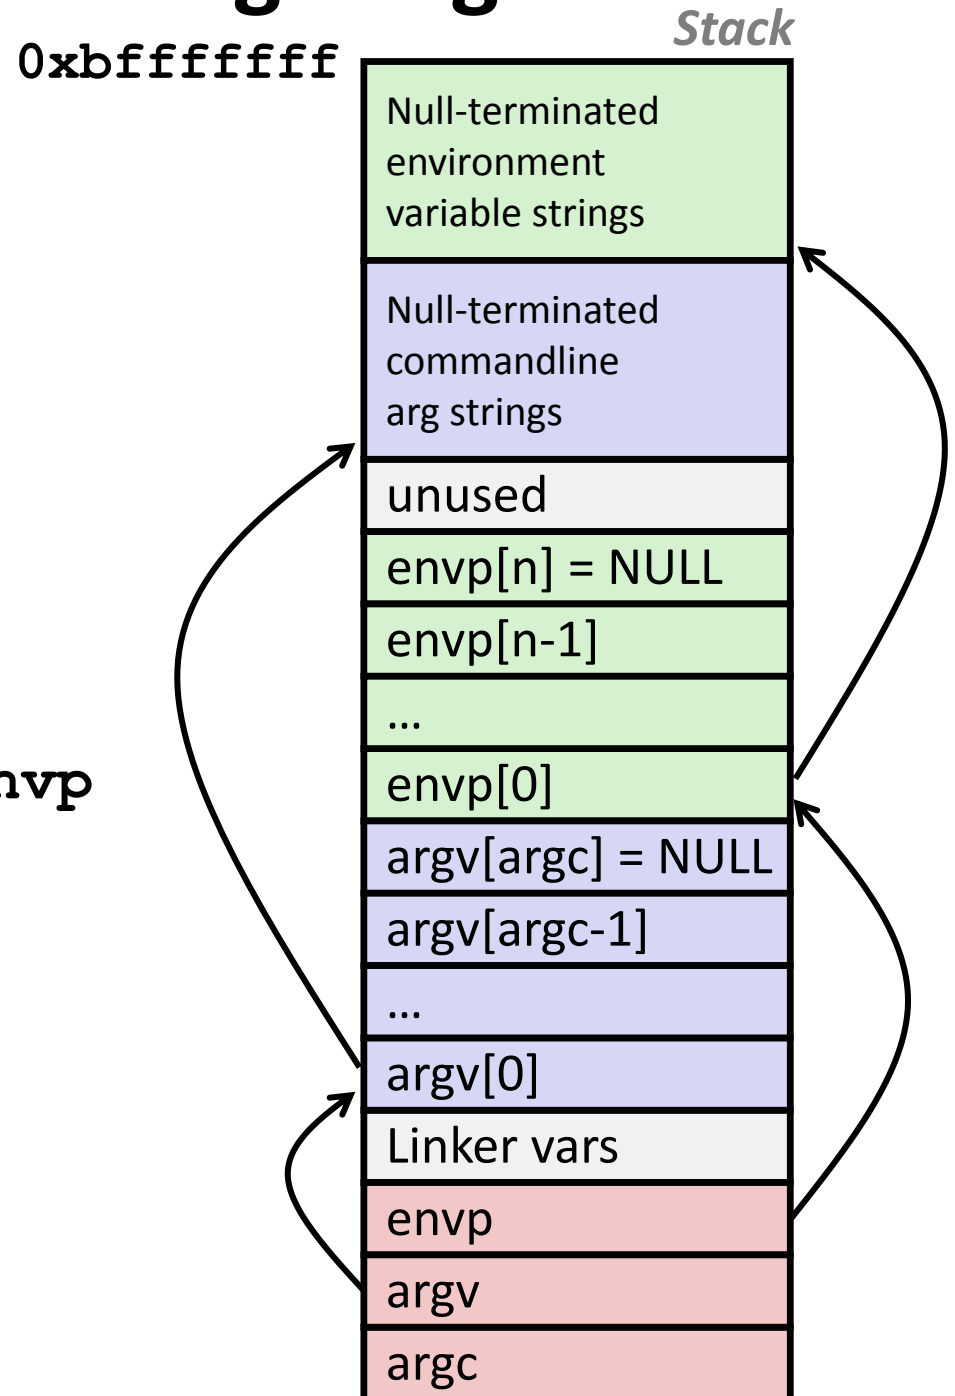 Stack
0xbfffffff
Null-terminated
environment
variable strings
Null-terminated
commandline
arg strings
unused
envp[n] = NULL
envp[n-1]
…
envp[0]
nvp
argv[argc] = NULL
argv[argc-1]
…
argv[0]
Linker vars
envp
argv
argc